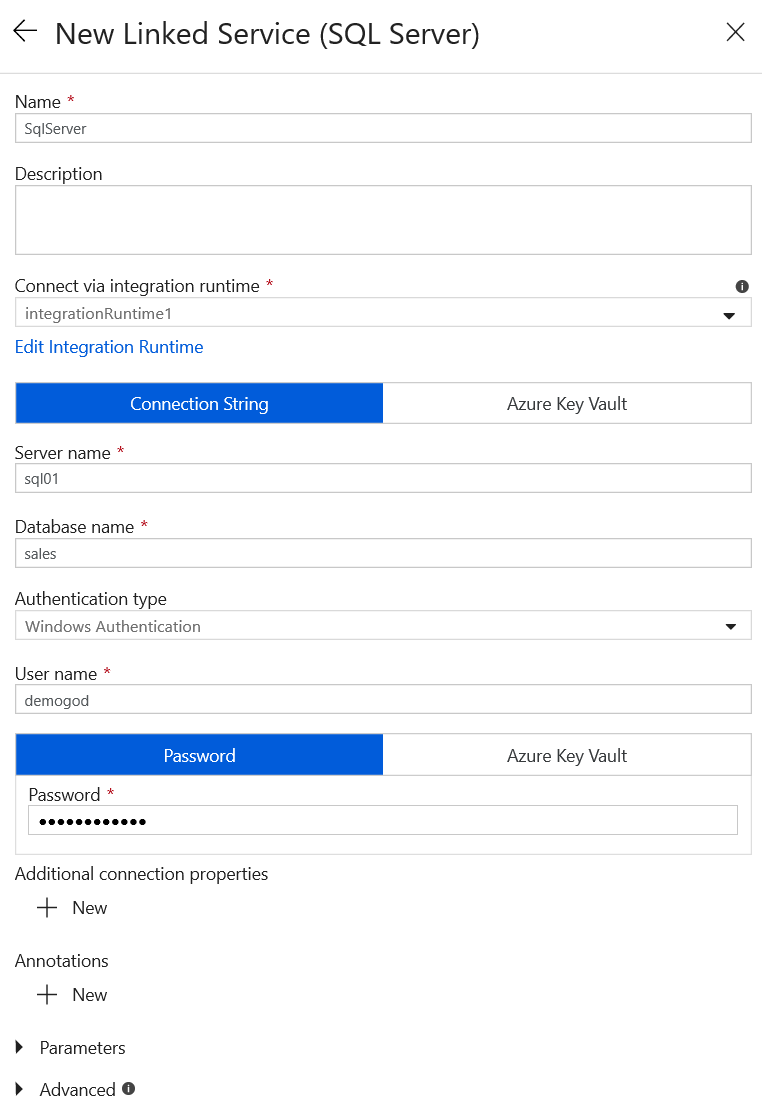 New Linked Service (SQL Server)
Name *
SqlServer
Description
Connect via integration runtime *
integrationRuntime1
Edit Integration Runtime
Connection String
Azure Key Vault
Server name *
sql01
Database name *
sales
Authentication type
Windows Authentication
User name *
demogod
Password
Azure Key Vault
Password *
••••••••••••
Additional connection properties
+ New
Annotations
+ New
Parameters
Advanced